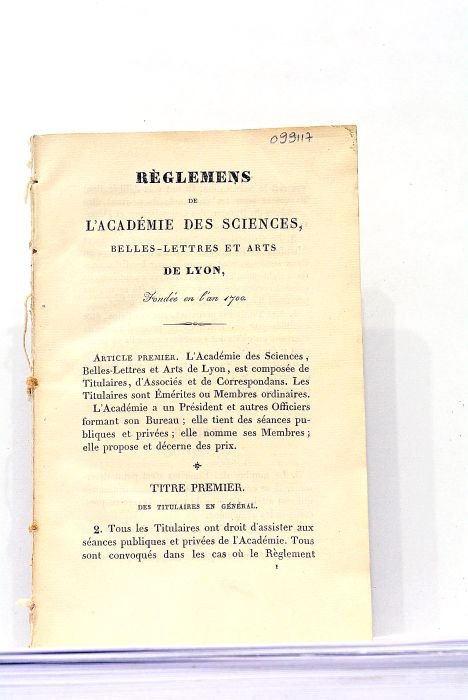 099117
RÈGLEMENS
DE
L'ACADÉMIE DES SCIENCES,
BELLES-LETTRES ET ARTS
DE LYON,
Fondée en l'an 1700.
ARTICLE PREMIER. L'Académie des Sciences,
Belles-Lettres et Arts de Lyon, est composée de
Titulaires, d'Associés et de Correspondans. Les
Titulaires sont Émérites ou Membres ordinaires.
L'Académie a un Président et autres Officiers
formant son Bureau ; elle tient des séances pu-
bliques et privées ; elle nomme ses Membres ;
elle propose et décerne des prix.
TITRE PREMIER.
DES TITULAIRES EN GÉNÉRAL.
2. Tous les Titulaires ont droit d'assister aux
séances publiques et privées de l'Académie. Tous
sont convoqués dans les cas où le Règlement
1